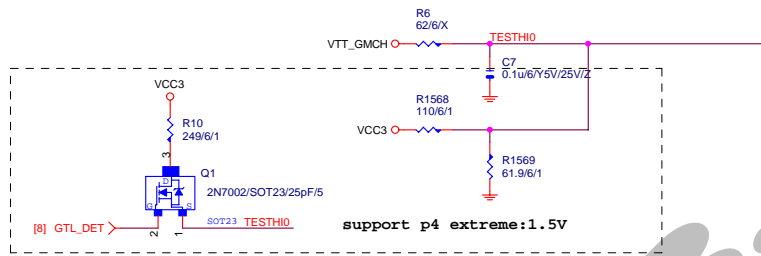 R6
62/6/X
VTT_GMCH
TESTHI0
C7
0.1u/6/Y5V/25V/Z
VCC3
R10
249/6/1
R1568
110/6/1
VCC3
R1569
61.9/6/1
3
Q1
D
2N7002/SOT23/25pF/5
G
S
[8] GTL_DET
2
1
SOT23 TESTHI0
support p4 extreme:1.5V